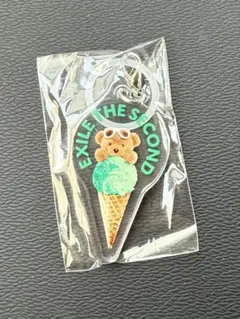 EXILE THE SECOND